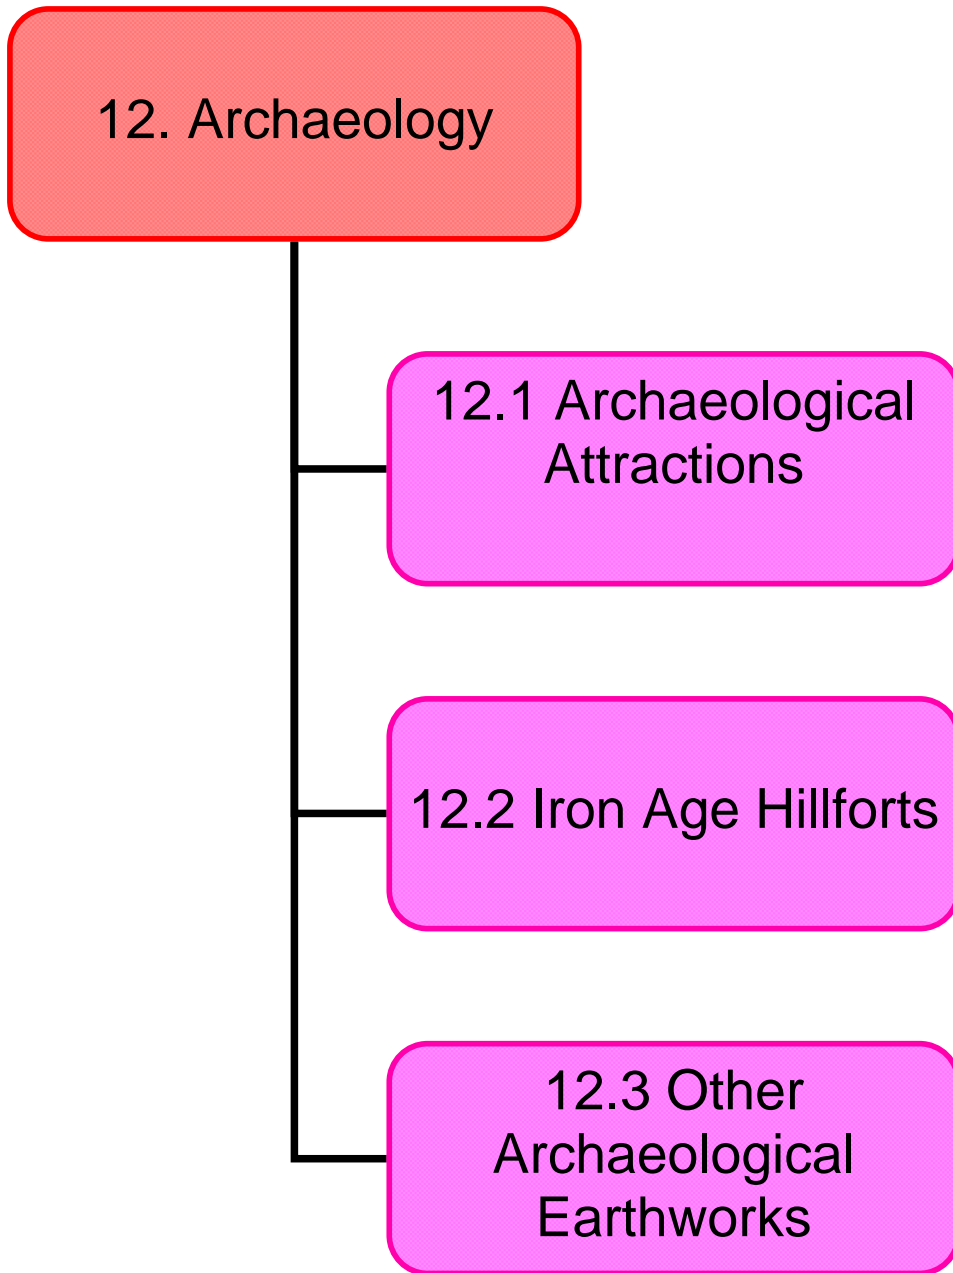 12. Archaeology
12.1 Archaeological
Attractions
12.2 Iron Age Hillforts
12.3 Other
Archaeological
Earthworks